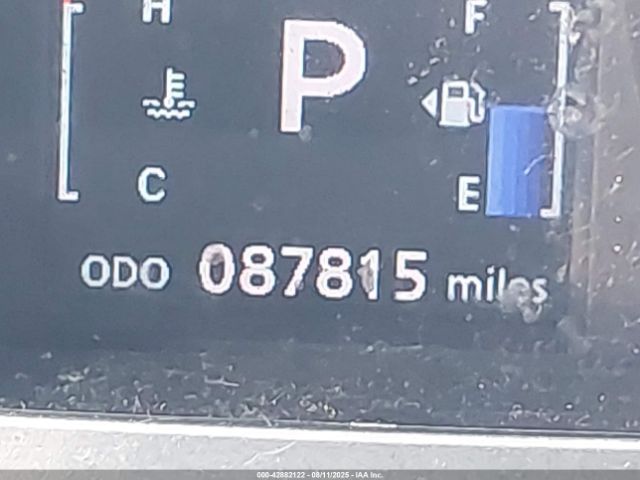 H P F
C E
ODO 087815 miles
000-42882122 - 08/11/2025 - IAA Inc.